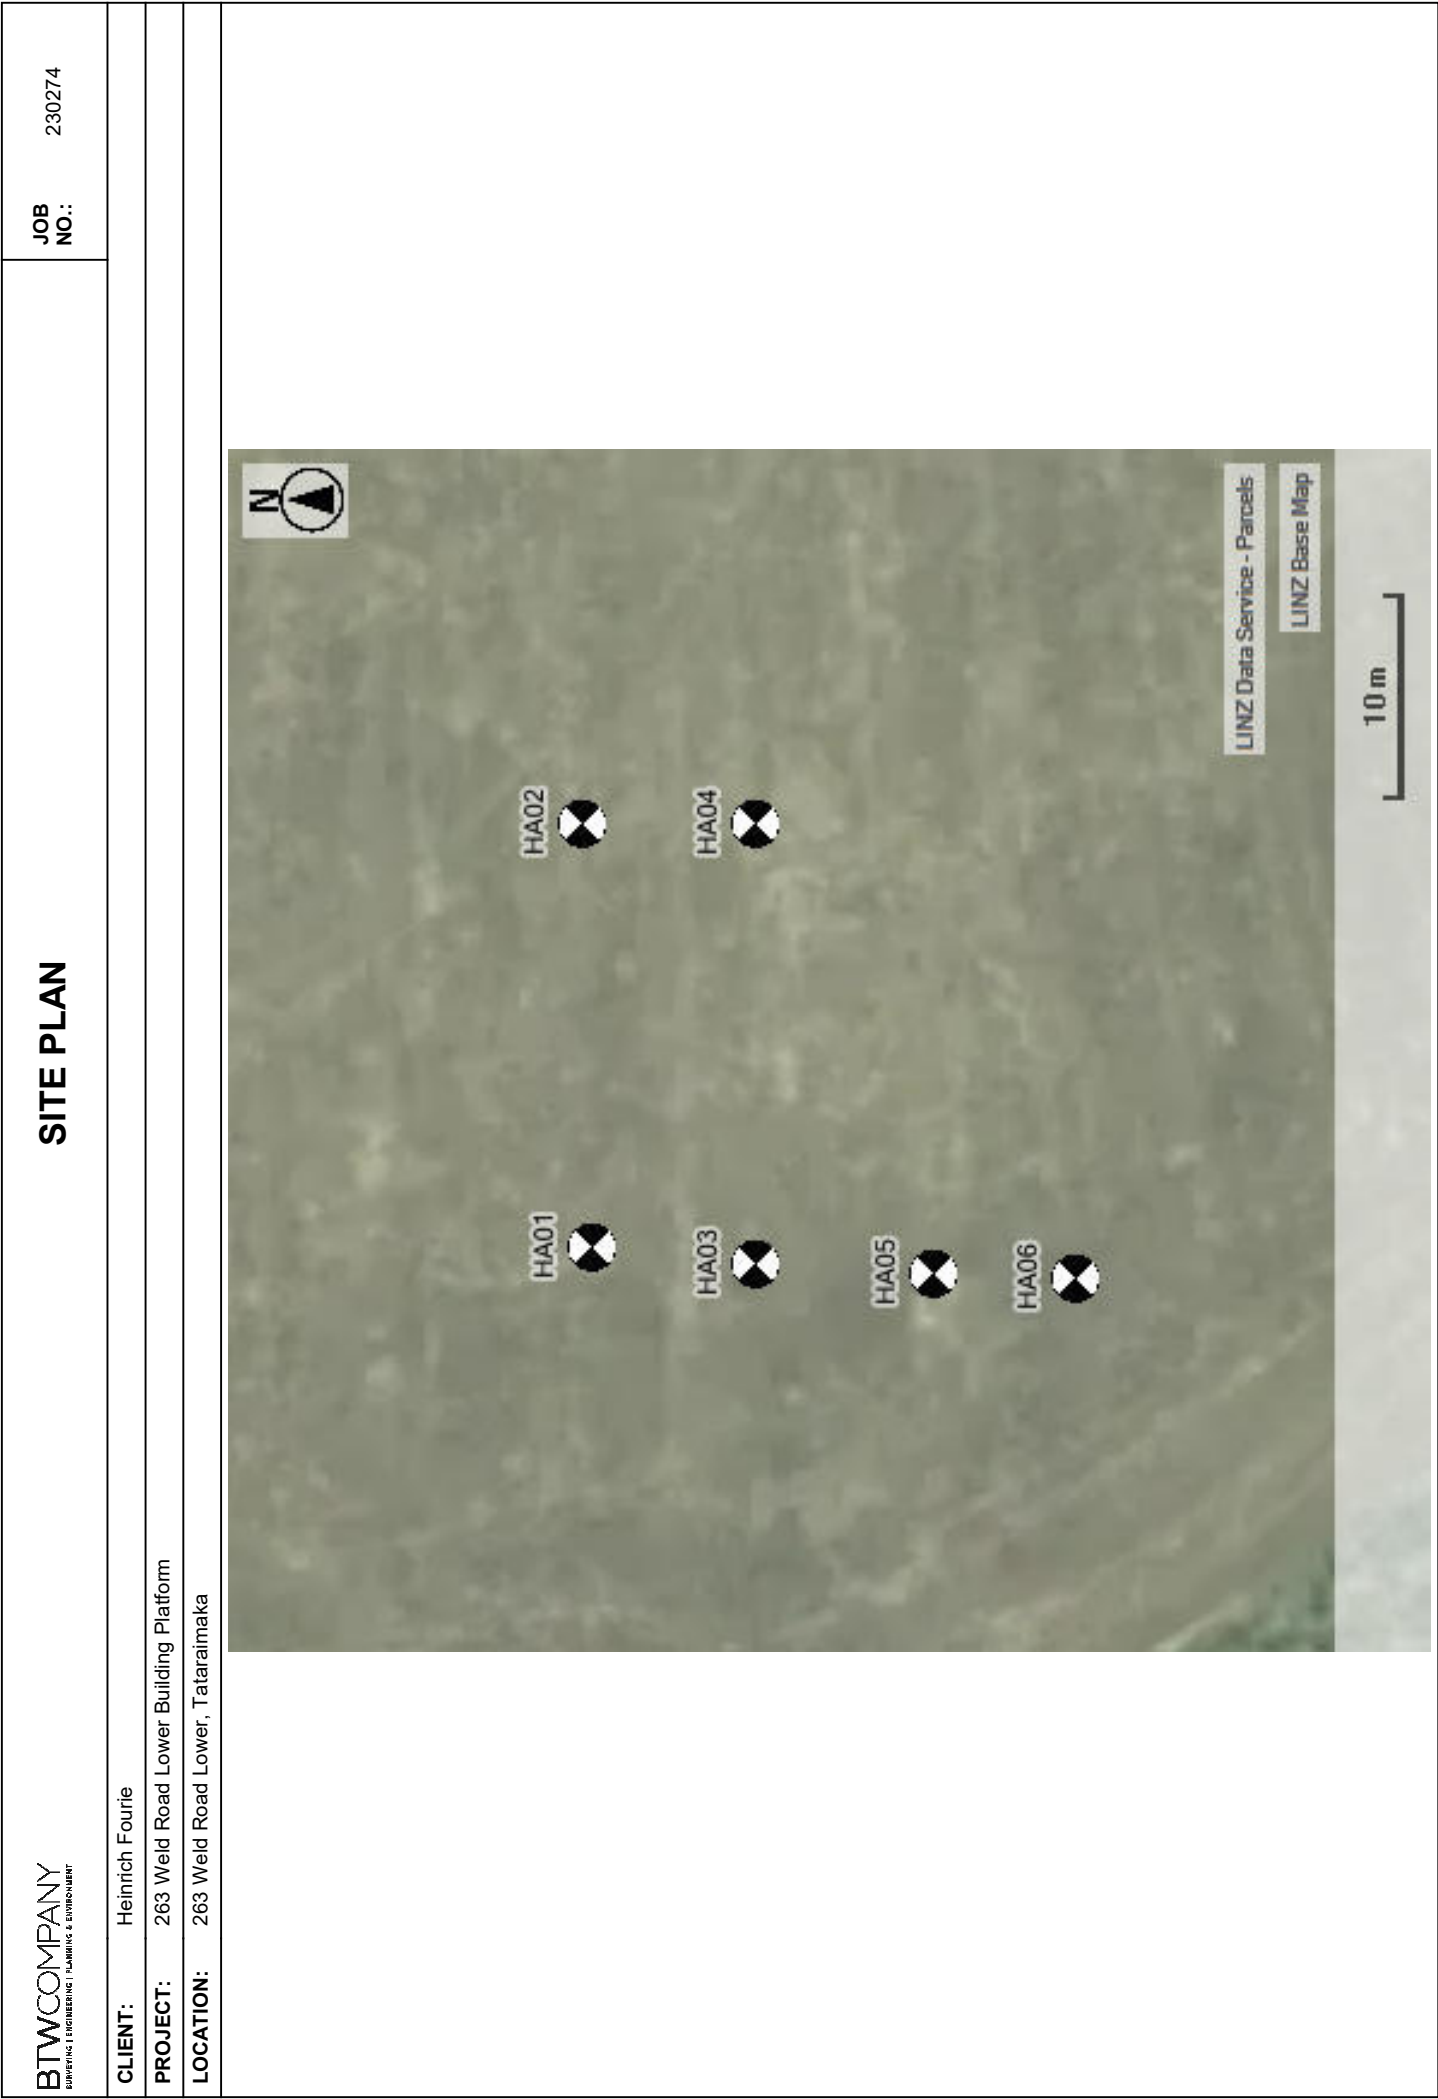 BTWCOMPANY
SURVEYING | ENGINEERING | PLANNING & ENVIRONMENT
SITE PLAN
JOB
NO.:
230274
CLIENT: Heinrich Fourie
PROJECT: 263 Weld Road Lower Building Platform
LOCATION: 263 Weld Road Lower, Tataraimaka
N
HA01
HA02
HA03
HA04
HA05
HA06
LINZ Data Service - Parcels
LINZ Base Map
10 m